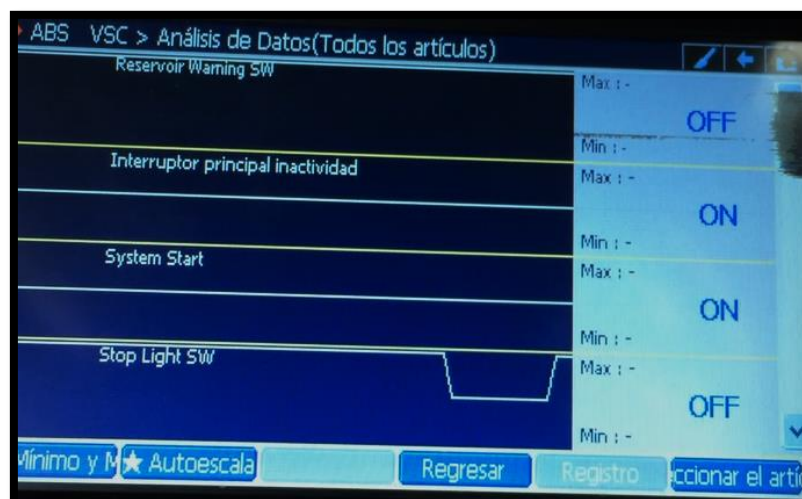 ABS VSC > Análisis de Datos(Todos los artículos)
Reservoir Warning SW
Max : -
OFF
Min : -
Interruptor principal inactividad
Max : -
ON
Min : -
System Start
Max : -
ON
Min : -
Stop Light SW
Max : -
OFF
Min : -
Mínimo y M ★ Autoescala Regresar Registro ccionar el artí